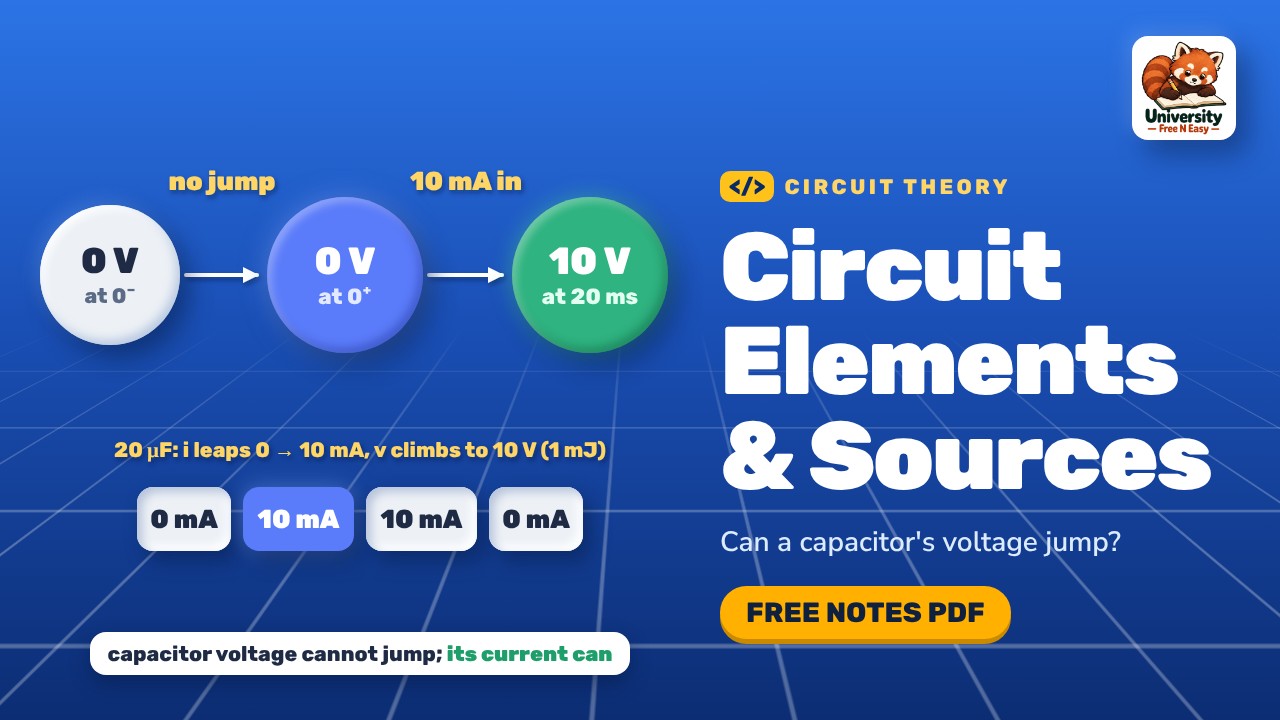 University
Free N Easy
no jump
10 mA in
0 V
at 0⁻
0 V
at 0⁺
10 V
at 20 ms
20 μF: i leaps 0 → 10 mA, v climbs to 10 V (1 mJ)
0 mA
10 mA
10 mA
0 mA
capacitor voltage cannot jump; its current can
</> CIRCUIT THEORY
Circuit
Elements
& Sources
Can a capacitor's voltage jump?
FREE NOTES PDF